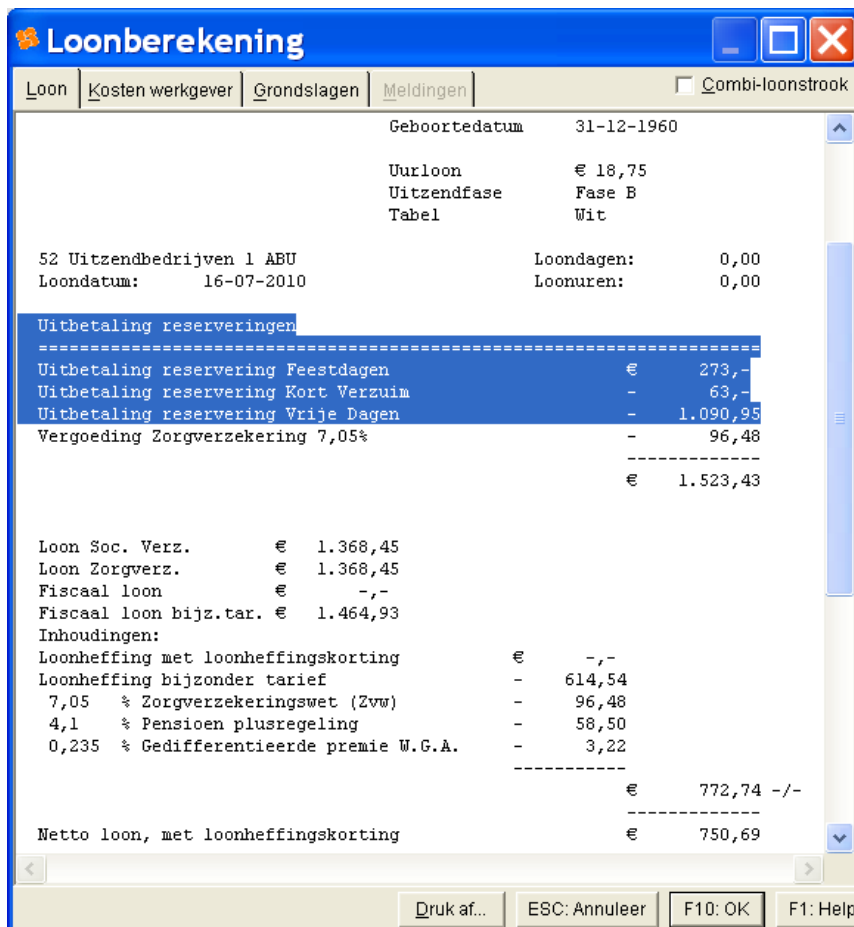 Loonberekening
Loon Kosten werkgever Grondslagen Meldingen Combi-loonstrook
Geboortedatum 31-12-1960
Uurloon € 18,75
Uitzendfase Fase B
Tabel Wit
52 Uitzendbedrijven 1 ABU Loondagen: 0,00
Loondatum: 16-07-2010 Loonuren: 0,00
Uitbetaling reserveringen
==================================================================
Uitbetaling reservering Feestdagen € 273,-
Uitbetaling reservering Kort Verzuim - 63,-
Uitbetaling reservering Vrije Dagen - 1.090,95
Vergoeding Zorgverzekering 7,05% - 96,48
------------
€ 1.523,43
Loon Soc. Verz. € 1.368,45
Loon Zorgverz. € 1.368,45
Fiscaal loon € -,-
Fiscaal loon bijz.tar. € 1.464,93
Inhoudingen:
Loonheffing met loonheffingskorting € -,-
Loonheffing bijzonder tarief - 614,54
7,05 % Zorgverzekeringswet (Zvw) - 96,48
4,1 % Pensioen plusregeling - 58,50
0,235 % Gedifferentieerde premie W.G.A. - 3,22
-----------
€ 772,74 -/-
------------
Netto loon, met loonheffingskorting € 750,69
Druk af... ESC: Annuleer F10: OK F1: Help